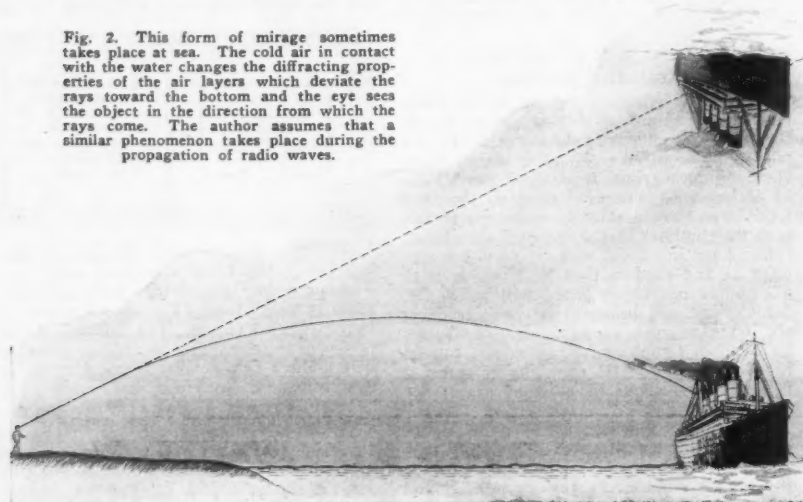 Fig. 2. This form of mirage sometimes
takes place at sea. The cold air in contact
with the water changes the diffracting prop-
erties of the air layers which deviate the
rays toward the bottom and the eye sees
the object in the direction from which the
rays come. The author assumes that a
similar phenomenon takes place during the
propagation of radio waves.